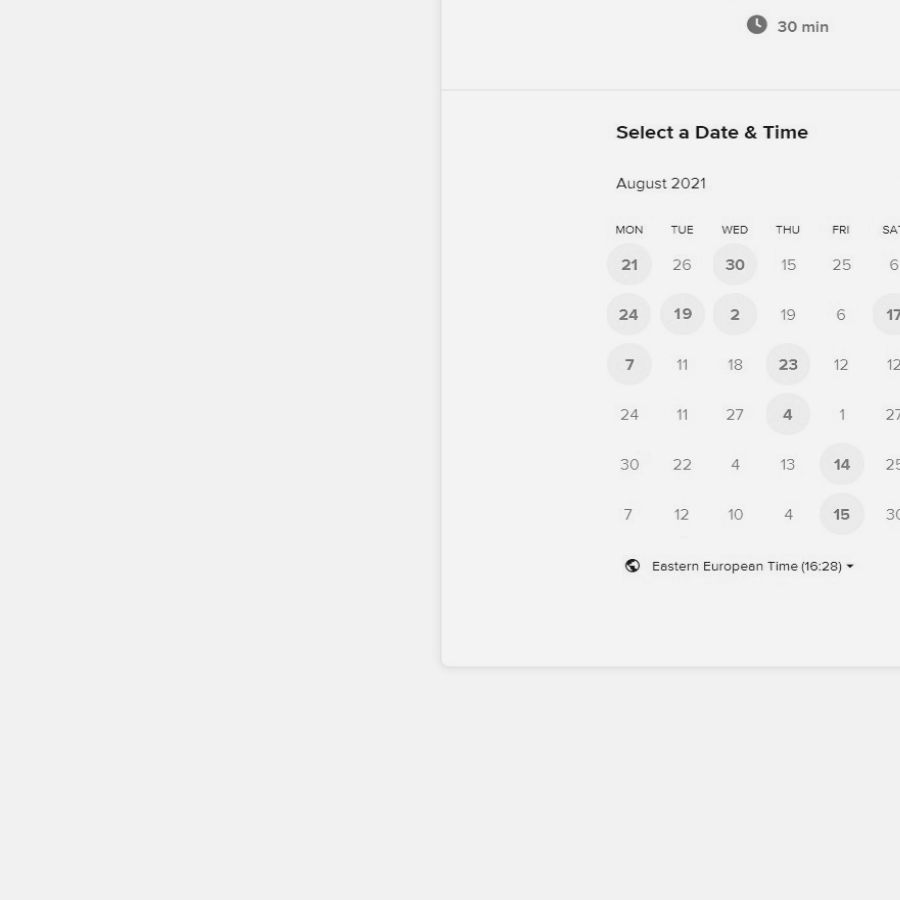 30 min
Select a Date & Time
August 2021
MON TUE WED THU FRI
21 26 30 15 25 6
24 19 2 19 6 17
7 11 18 23 12 12
24 11 27 4 1 27
30 22 4 13 14 25
7 12 10 4 15 30
Eastern European Time (16:28)